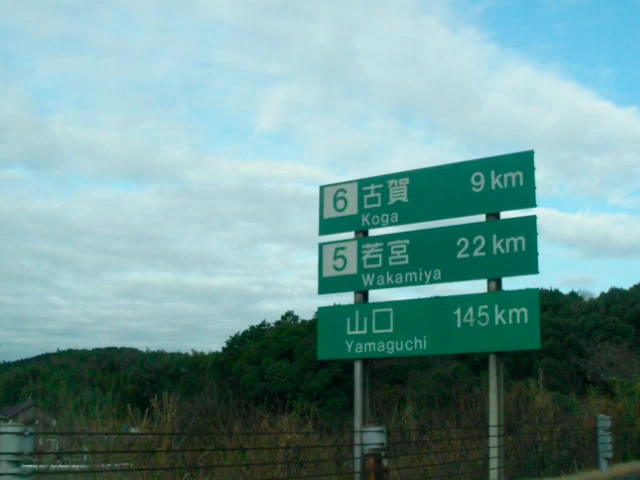 6 古賀 9 km
Koga
5 若宮 22 km
Wakamiya
山口 145 km
Yamaguchi